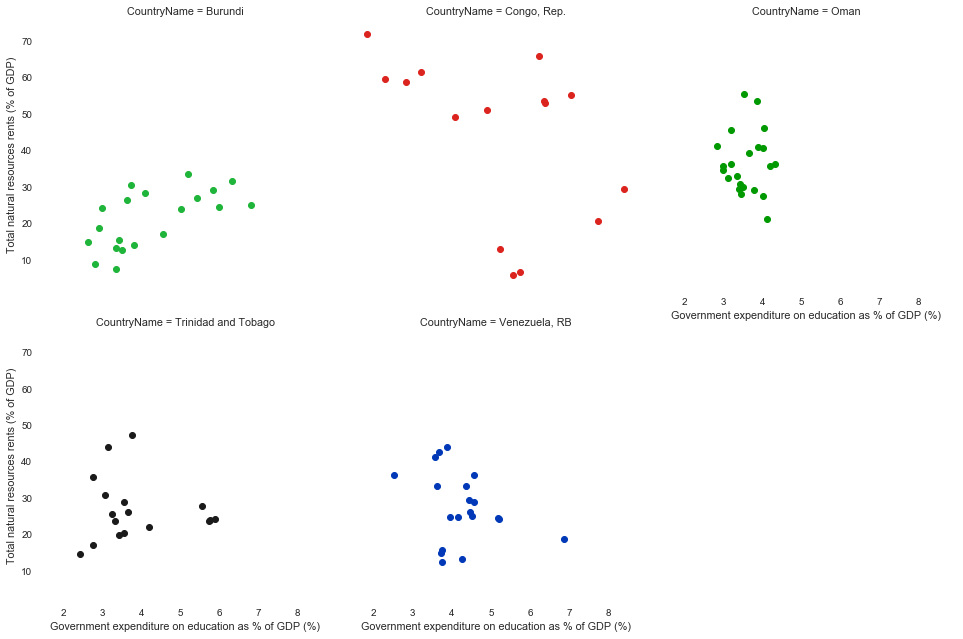 CountryName = Burundi
CountryName = Congo, Rep.
CountryName = Oman
Total natural resources rents (% of GDP)
70
60
50
40
30
20
10
2 3 4 5 6 7 8
Government expenditure on education as % of GDP (%)
CountryName = Trinidad and Tobago
CountryName = Venezuela, RB
Total natural resources rents (% of GDP)
70
60
50
40
30
20
10
2 3 4 5 6 7 8
2 3 4 5 6 7 8
Government expenditure on education as % of GDP (%)
Government expenditure on education as % of GDP (%)